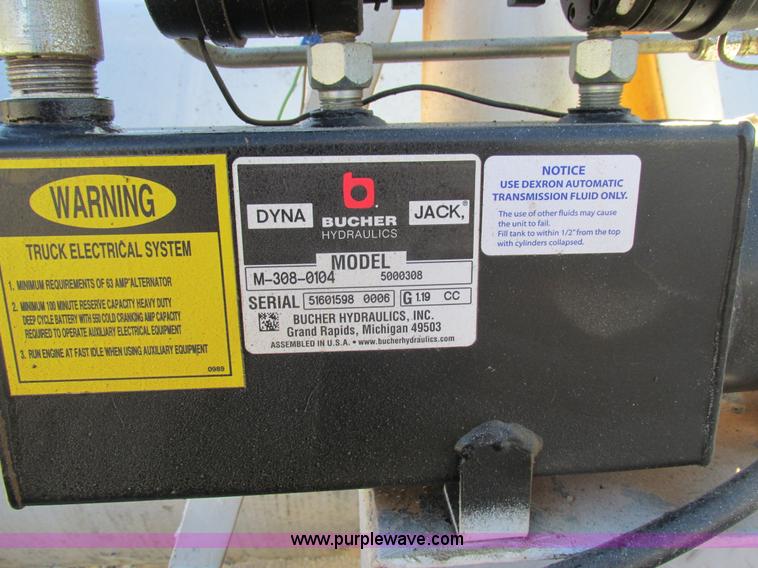 WARNING
TRUCK ELECTRICAL SYSTEM
1. MINIMUM REQUIREMENTS OF 63 AMP ALTERNATOR
2. MINIMUM 100 MINUTE RESERVE CAPACITY HEAVY DUTY
DEEP CYCLE BATTERY WITH 550 COLD CRANKING AMP CAPACITY
REQUIRED TO OPERATE AUXILIARY ELECTRICAL EQUIPMENT
3. RUN ENGINE AT FAST IDLE WHEN USING AUXILIARY EQUIPMENT
0989
DYNA BUCHER JACK®
HYDRAULICS
MODEL
M-308-0104 5000308
SERIAL 51601598 0006 G 1.19 CC
BUCHER HYDRAULICS, INC.
Grand Rapids, Michigan 49503
ASSEMBLED IN U.S.A. • www.bucherhydraulics.com
NOTICE
USE DEXRON AUTOMATIC
TRANSMISSION FLUID ONLY.
The use of other fluids may cause
the unit to fail.
Fill tank to within 1/2" from the top
with cylinders collapsed.
www.purplewave.com